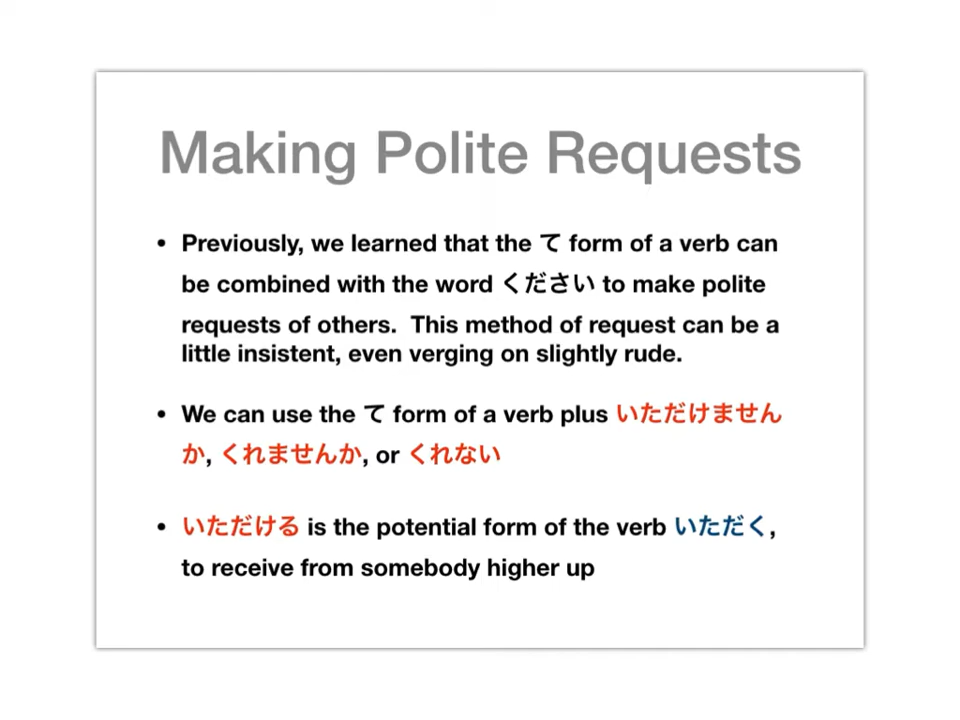 Making Polite Requests
• Previously, we learned that the て form of a verb can
be combined with the word ください to make polite
requests of others.  This method of request can be a
little insistent, even verging on slightly rude.
• We can use the て form of a verb plus いただけません
か, くれませんか, or くれない
• いただける is the potential form of the verb いただく,
to receive from somebody higher up